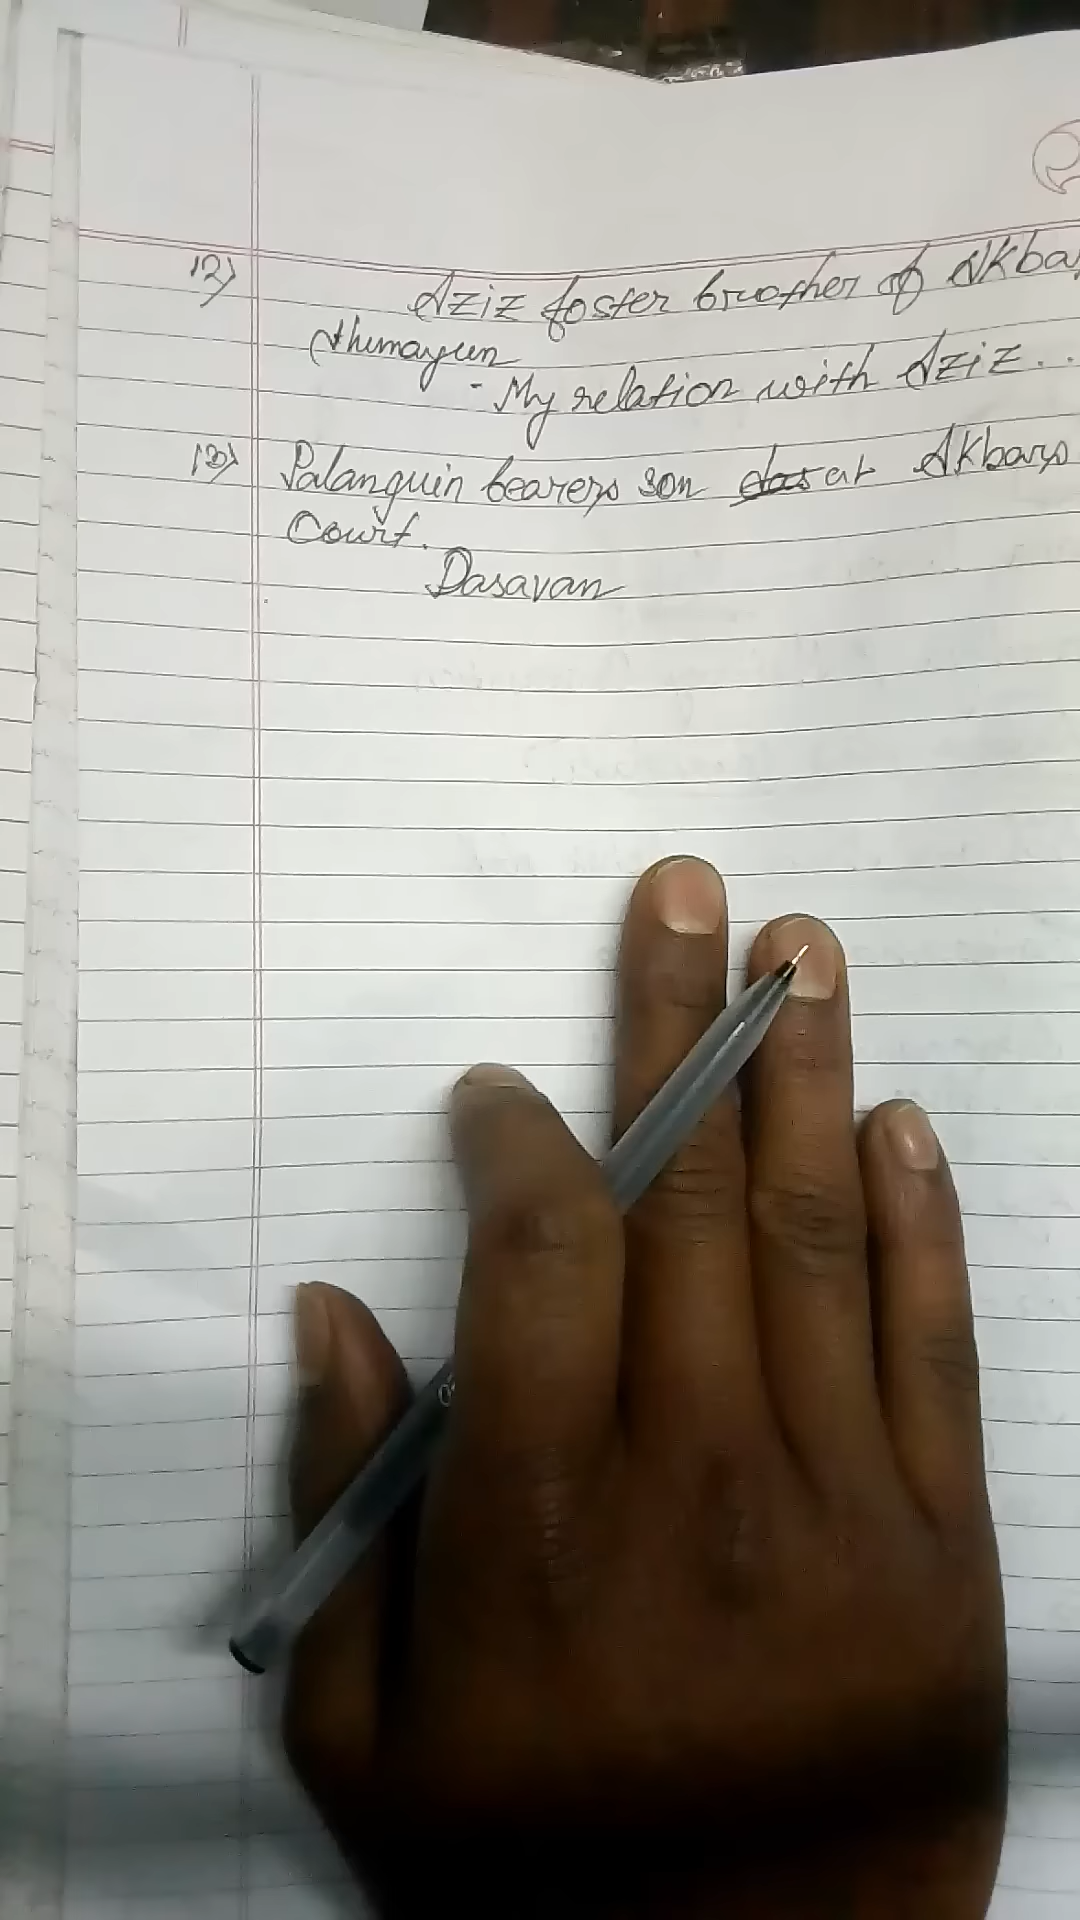 12) Aziz foster brother of Akbar
(Humayun
- My relation with Aziz...
13) Palanquin bearers son das at Akbars
Court.
Dasavan